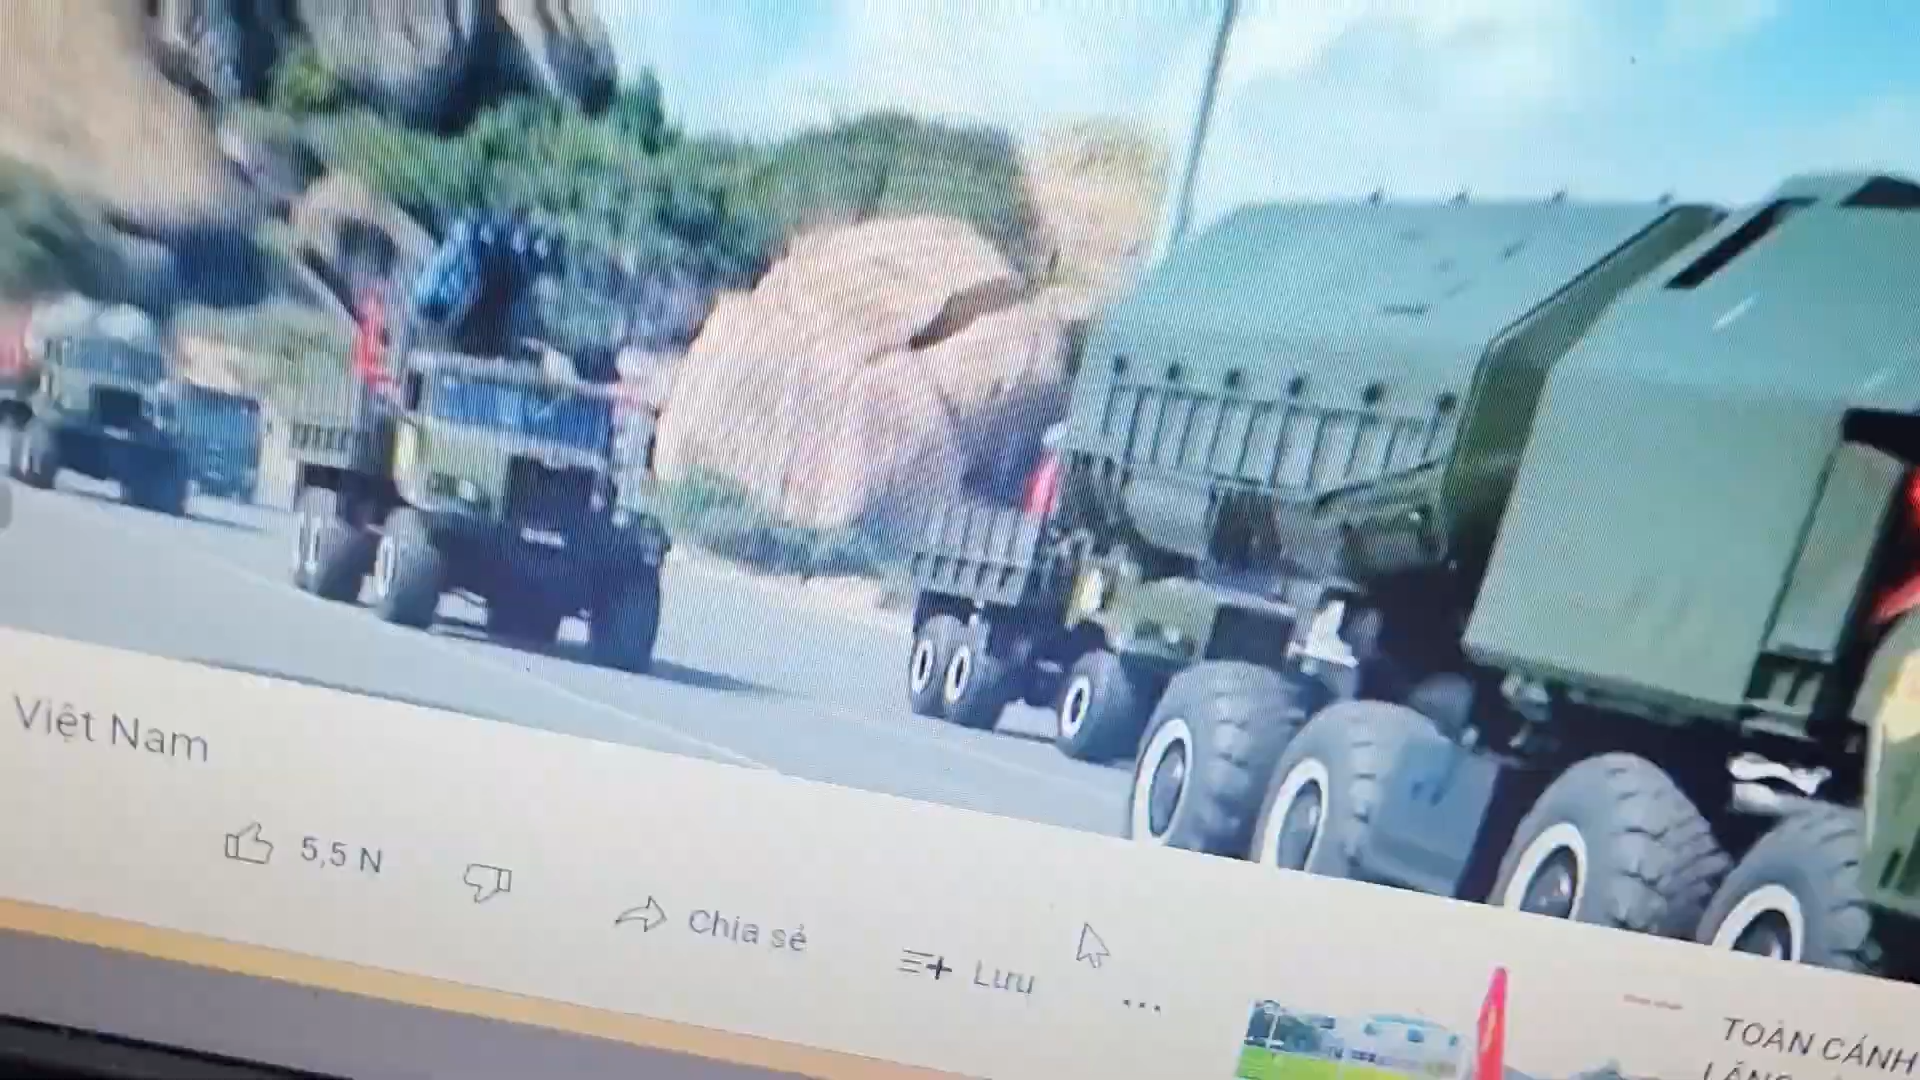 Việt Nam
5,5 N
Chia sẻ
Lưu
...
TOÀN CẢNH